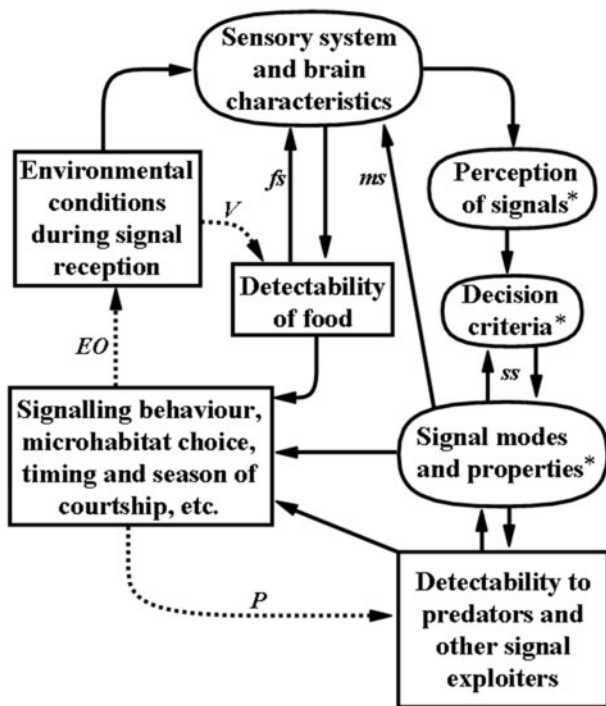 Sensory system
and brain
characteristics
Environmental
conditions
during signal
reception
fs
ms
Perception
of signals*
V
Detectability
of food
Decision
criteria*
EO
ss
Signalling behaviour,
microhabitat choice,
timing and season of
courtship, etc.
Signal modes
and properties*
P
Detectability to
predators and
other signal
exploiters